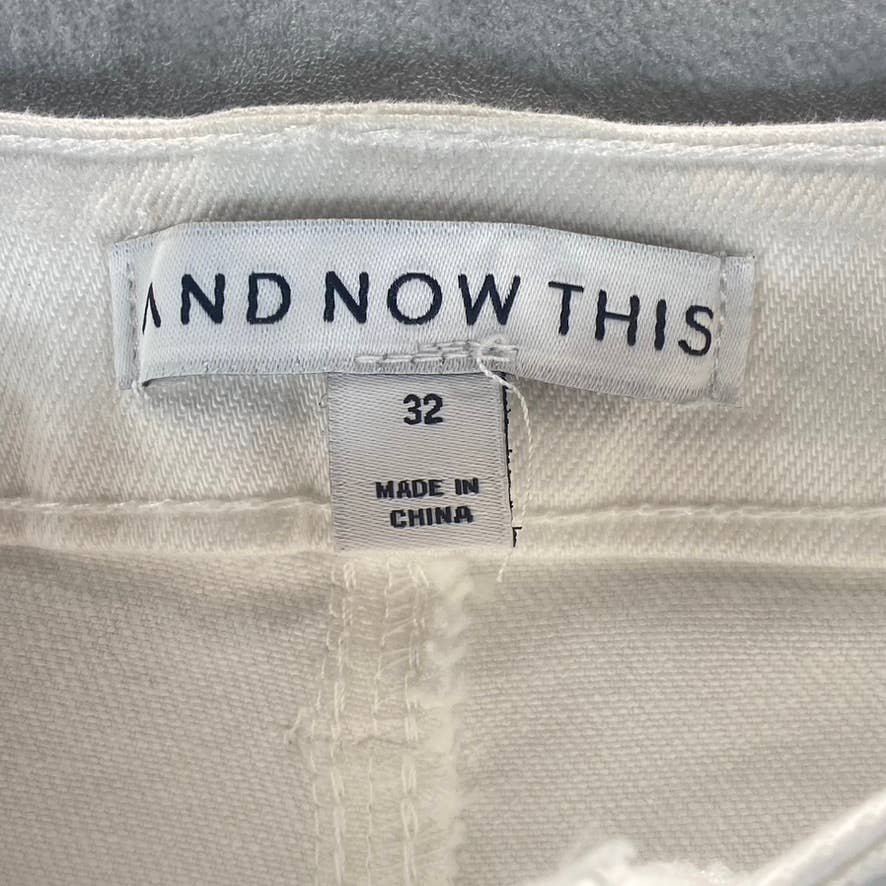 AND NOW THIS
32
MADE IN
CHINA